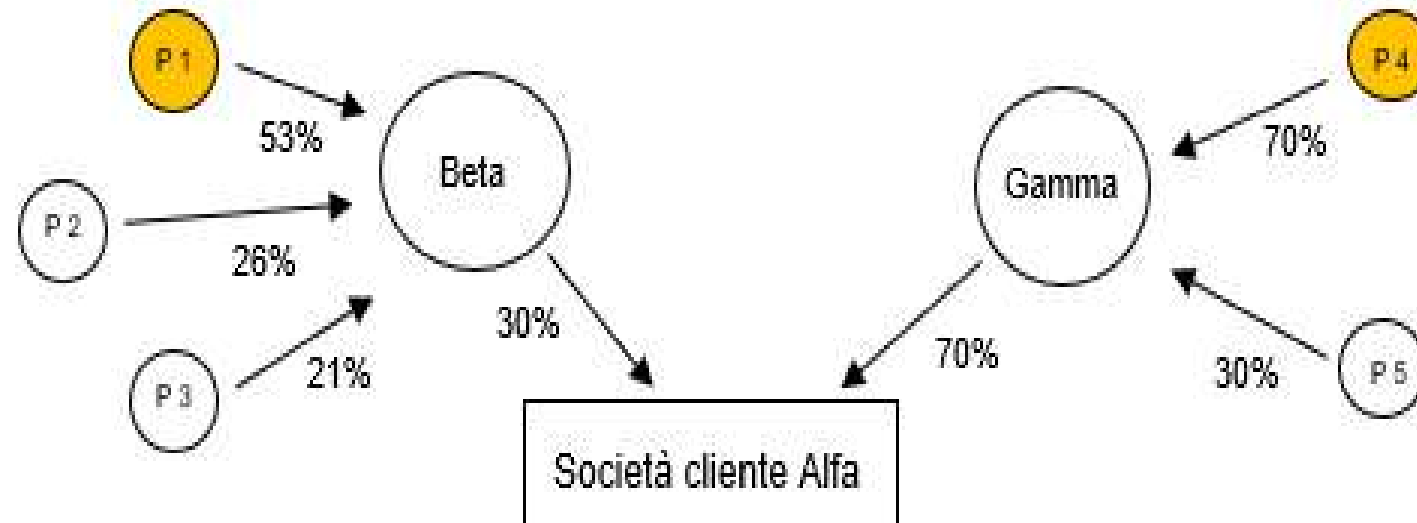 P 1
P 4
53%
70%
Beta
Gamma
P 2
26%
30%
70%
30%
P 3
21%
P 5
Società cliente Alfa